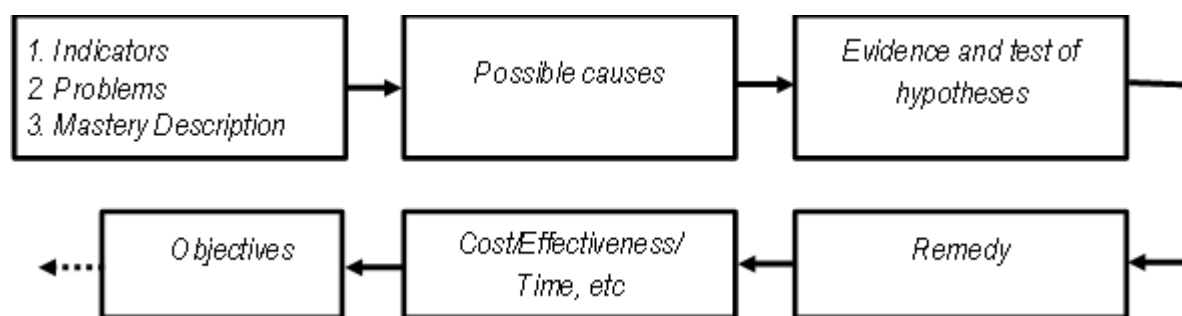 1. Indicators
2 Problems
3. Mastery Description
Possible causes
Evidence and test of
hypotheses
Remedy
Cost/Effectiveness/
Time, etc
Objectives